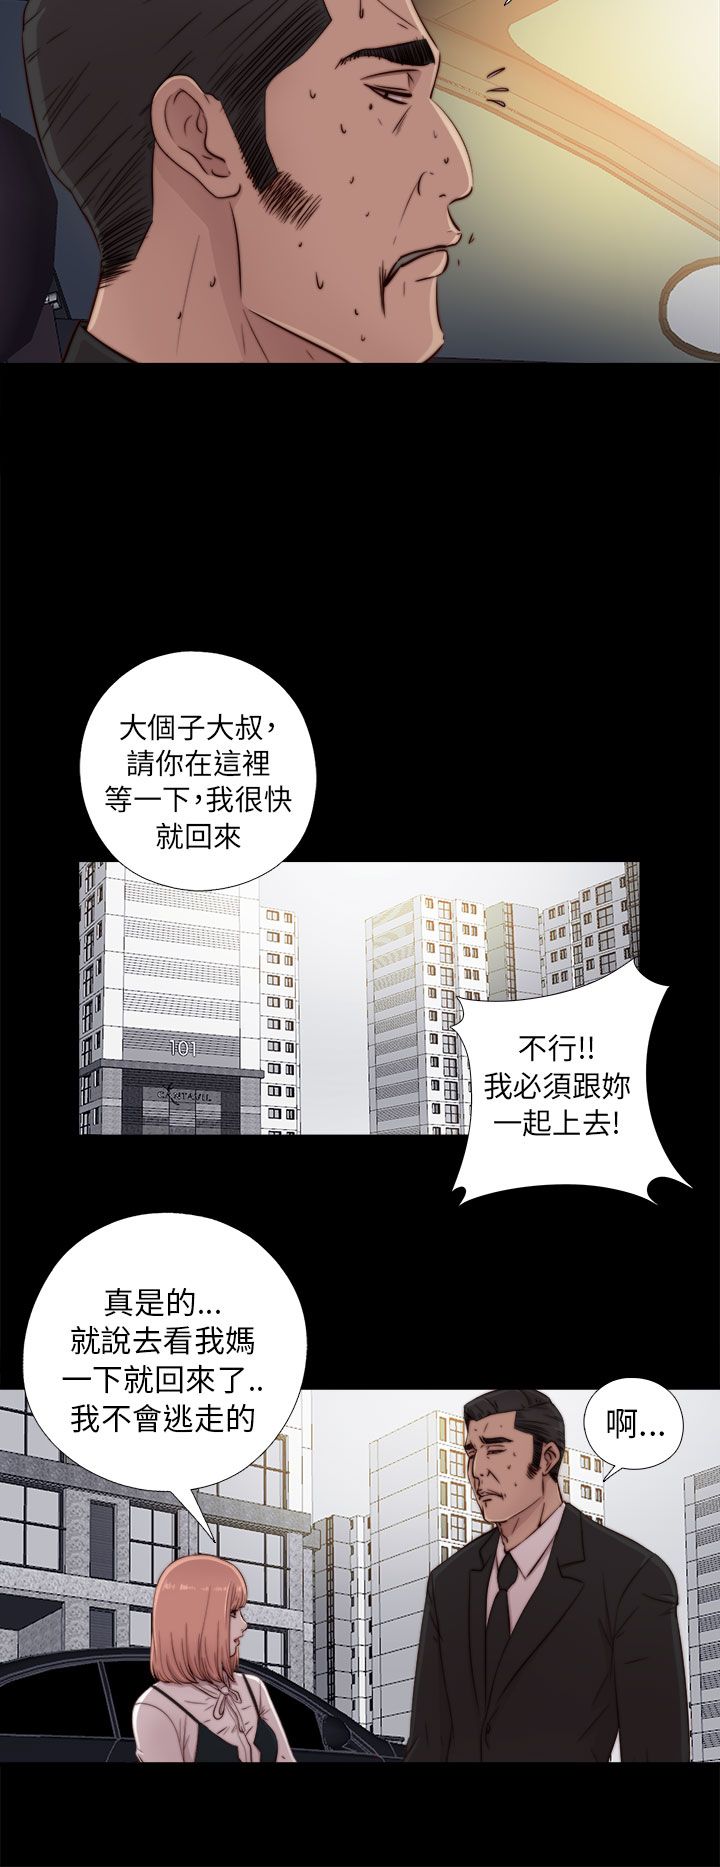 大個子大叔，
請你在這裡
等一下，我很快
就回來
101
CANTAVIL
不行!!
我必須跟妳
一起上去!
真是的...
就說去看我媽
一下就回來了..
我不會逃走的
啊...